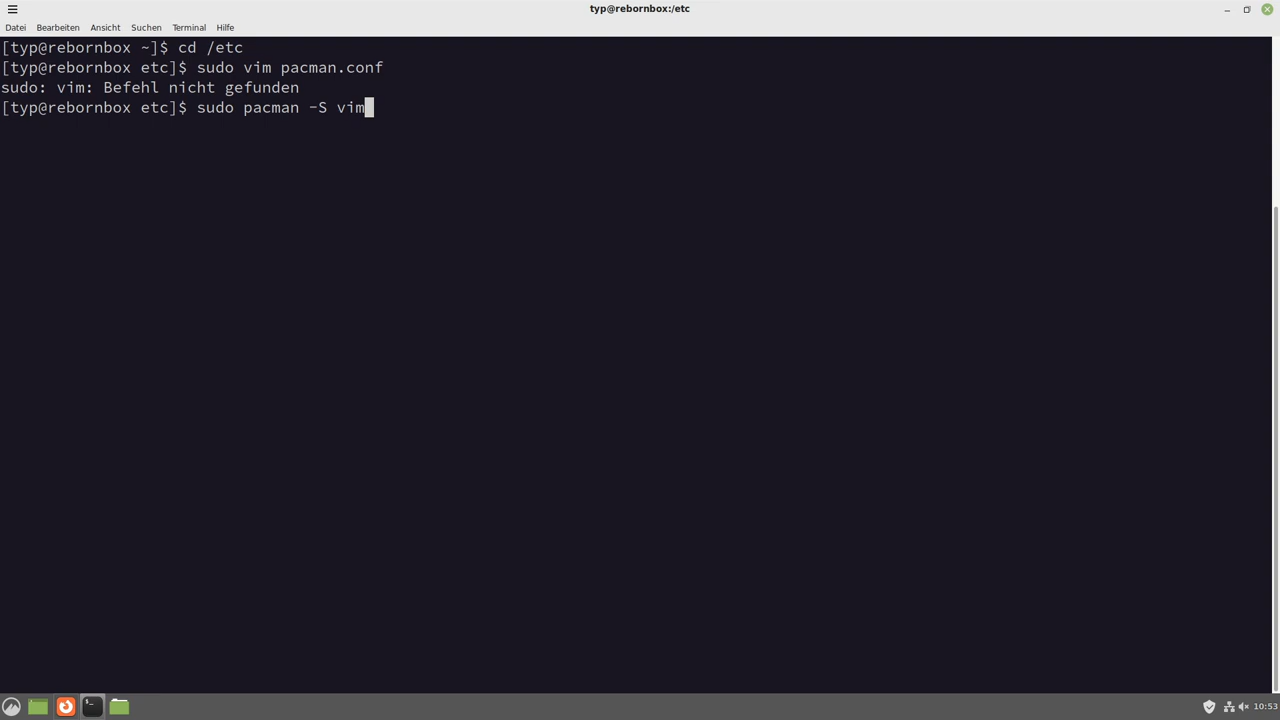 typ@rebornbox:/etc
Datei Bearbeiten Ansicht Suchen Terminal Hilfe
[typ@rebornbox ~]$ cd /etc
[typ@rebornbox etc]$ sudo vim pacman.conf
sudo: vim: Befehl nicht gefunden
[typ@rebornbox etc]$ sudo pacman -S vim
10:53